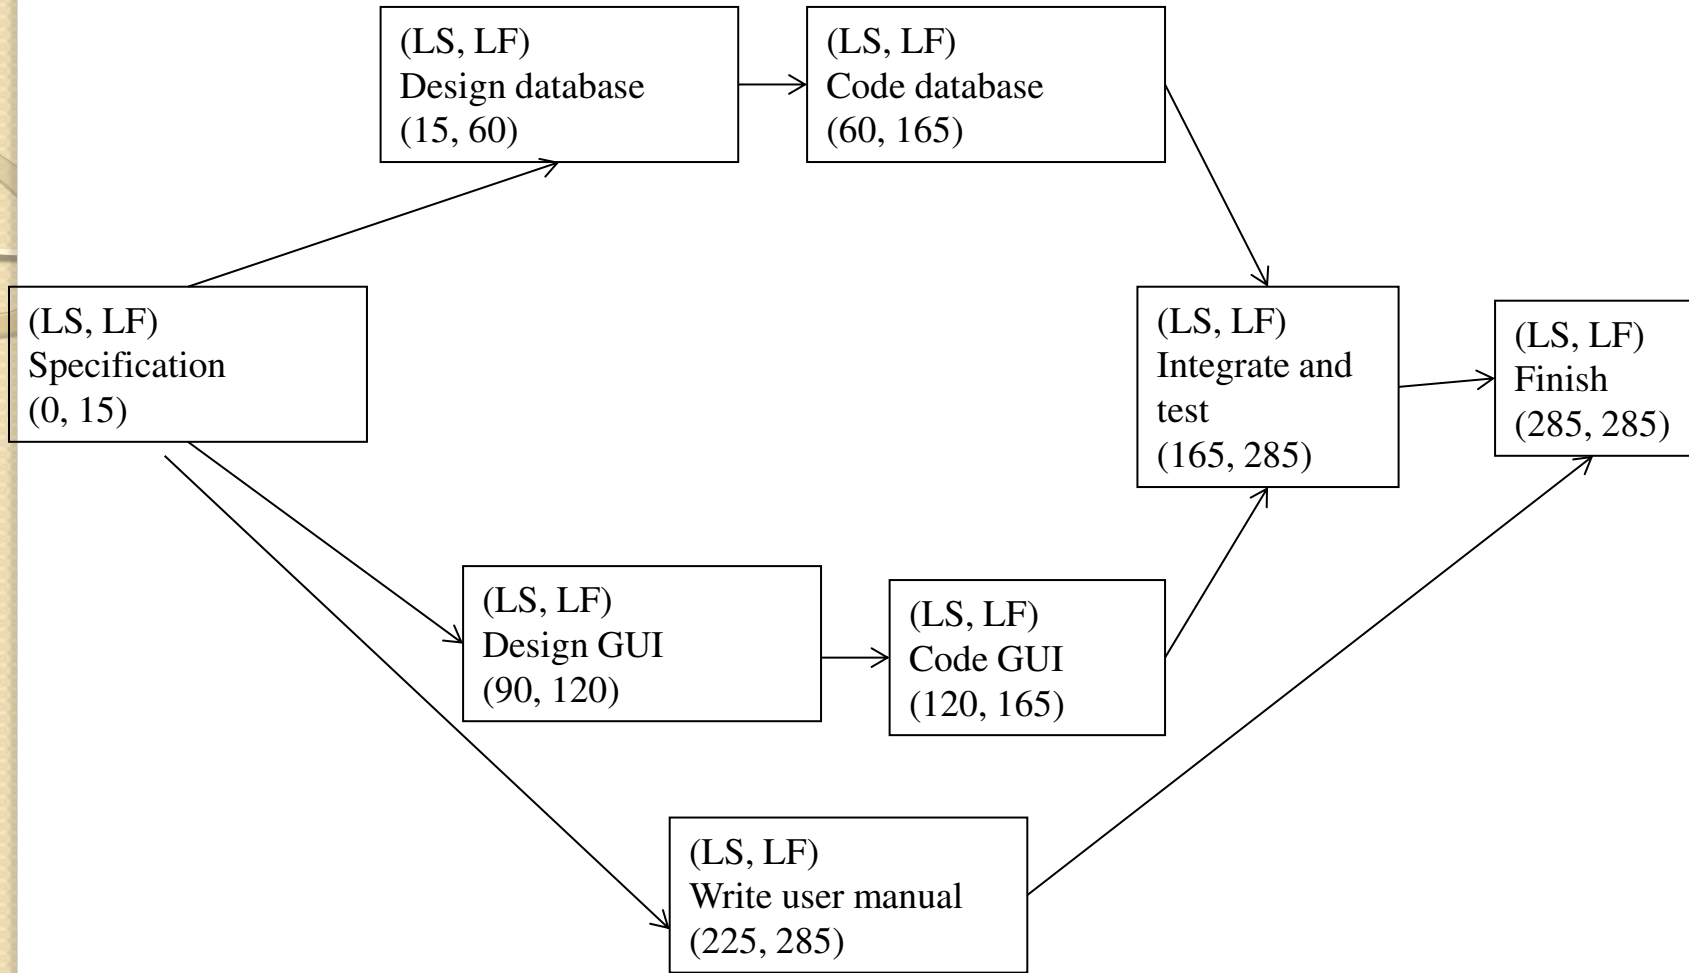 (LS, LF)
Design database
(15, 60)
(LS, LF)
Code database
(60, 165)
(LS, LF)
Specification
(0, 15)
(LS, LF)
Integrate and
test
(165, 285)
(LS, LF)
Finish
(285, 285)
(LS, LF)
Design GUI
(90, 120)
(LS, LF)
Code GUI
(120, 165)
(LS, LF)
Write user manual
(225, 285)